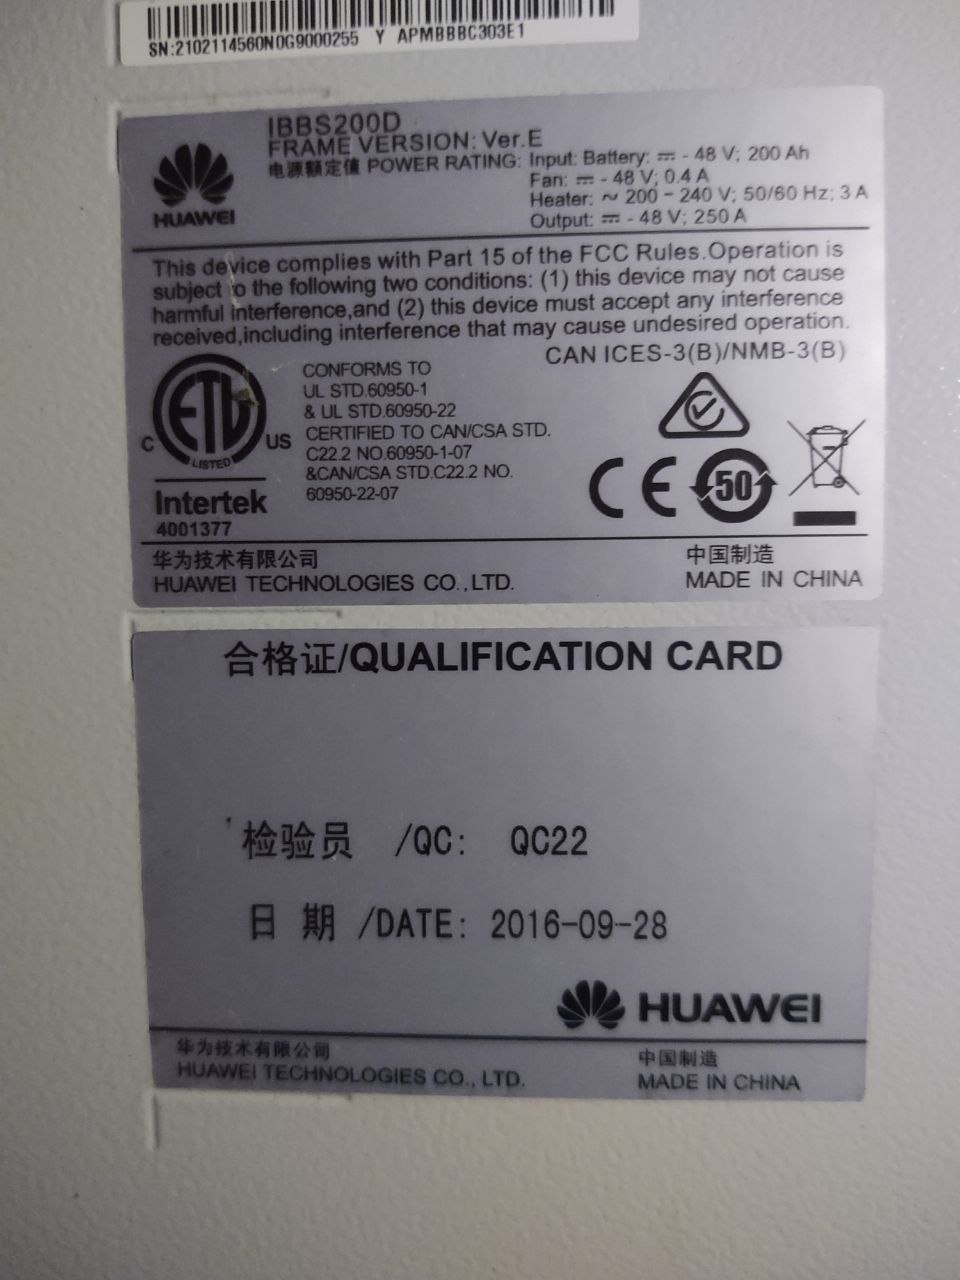 SN:2102114560N0G9000255 Y APMBBBC303E1
IBBS200D
FRAME VERSION: Ver.E
电源额定值 POWER RATING: Input: Battery: ⎓ - 48 V; 200 Ah
Fan: ⎓ - 48 V; 0.4 A
Heater: ~ 200 - 240 V; 50/60 Hz; 3 A
Output: ⎓ - 48 V; 250 A
HUAWEI
This device complies with Part 15 of the FCC Rules.Operation is
subject to the following two conditions: (1) this device may not cause
harmful interference,and (2) this device must accept any interference
received,including interference that may cause undesired operation.
CAN ICES-3(B)/NMB-3(B)
ETL
C US
LISTED
Intertek
4001377
CONFORMS TO
UL STD.60950-1
& UL STD.60950-22
CERTIFIED TO CAN/CSA STD.
C22.2 NO.60950-1-07
&CAN/CSA STD.C22.2 NO.
60950-22-07
CE
50
华为技术有限公司
HUAWEI TECHNOLOGIES CO.,LTD.
中国制造
MADE IN CHINA
合格证/QUALIFICATION CARD
检验员 /QC: QC22
日 期 /DATE: 2016-09-28
HUAWEI
华为技术有限公司
HUAWEI TECHNOLOGIES CO., LTD.
中国制造
MADE IN CHINA